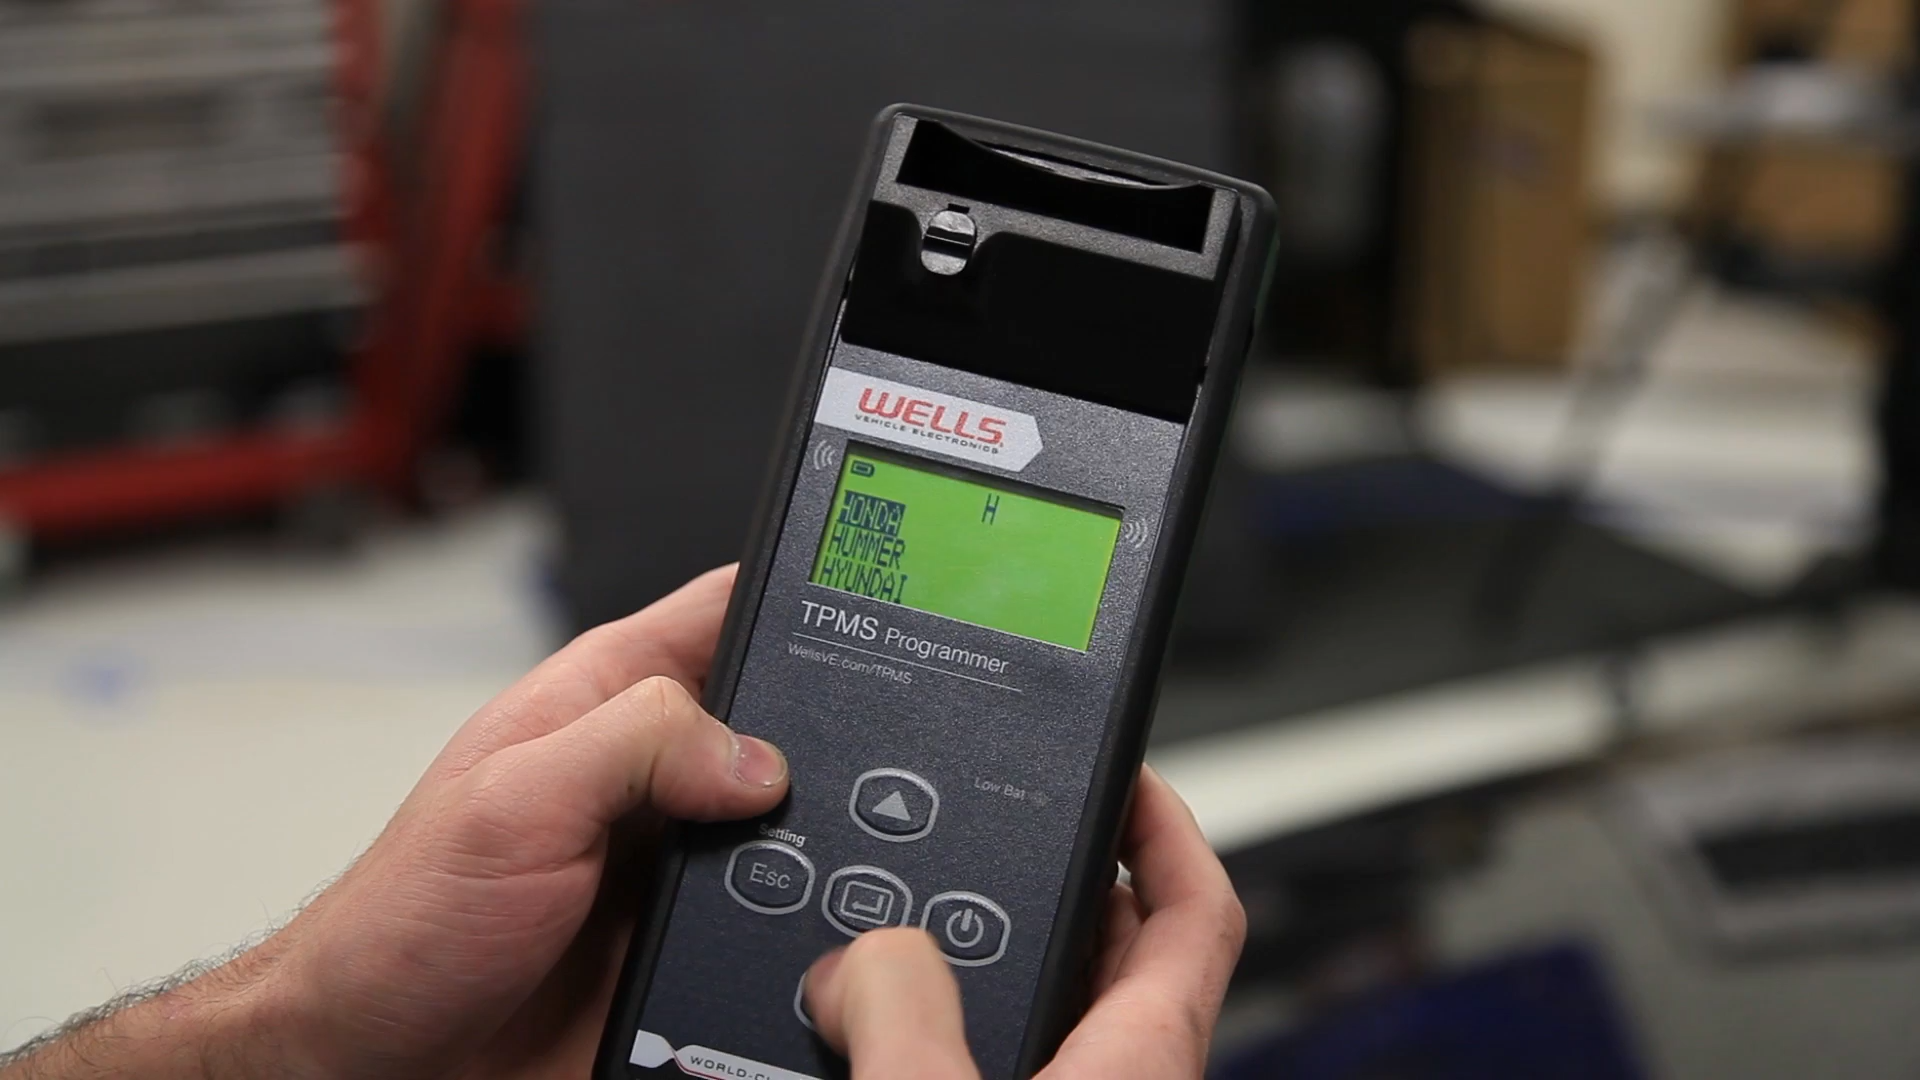 WELLS
VEHICLE ELECTRONICS
H
HONDA
HUMMER
HYUNDAI
TPMS Programmer
WellsVE.com/TPMS
Low Bat
Setting
Esc